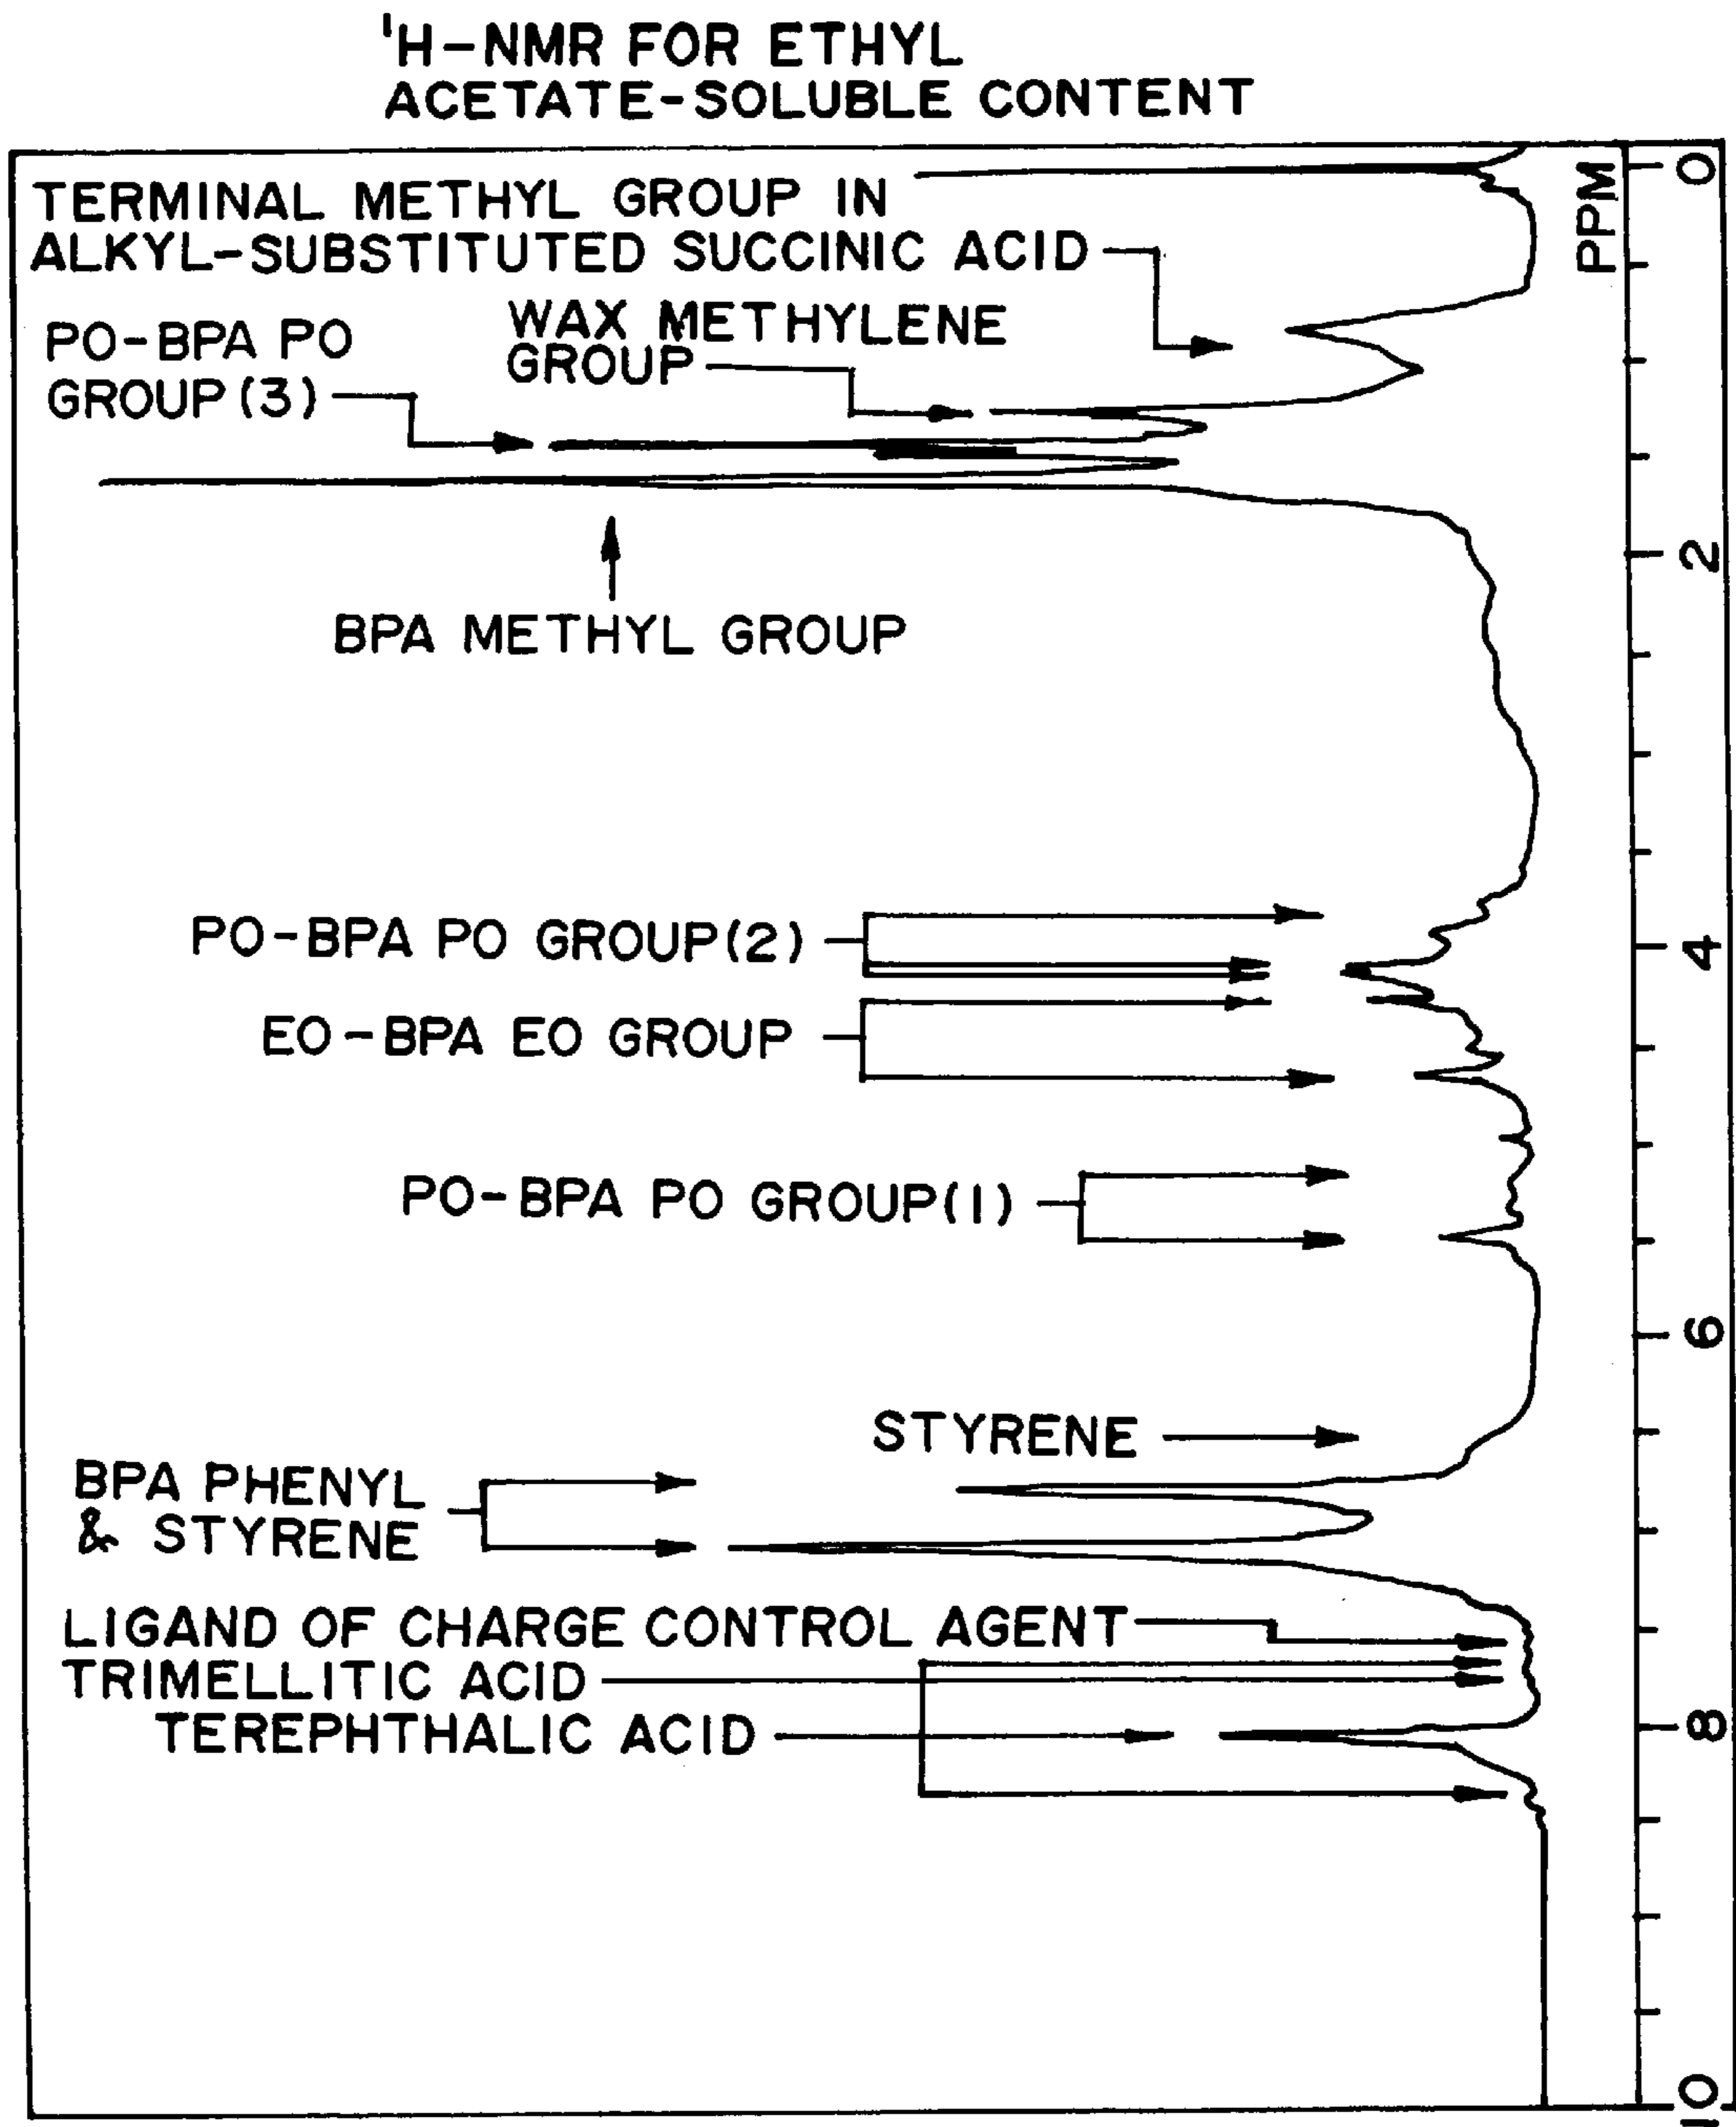 ¹H-NMR FOR ETHYL
ACETATE-SOLUBLE CONTENT
TERMINAL METHYL GROUP IN
ALKYL-SUBSTITUTED SUCCINIC ACID
PO-BPA PO
GROUP(3)
WAX METHYLENE
GROUP
BPA METHYL GROUP
PO-BPA PO GROUP(2)
EO-BPA EO GROUP
PO-BPA PO GROUP(1)
STYRENE
BPA PHENYL
& STYRENE
LIGAND OF CHARGE CONTROL AGENT
TRIMELLITIC ACID
TEREPHTHALIC ACID
PPM
0
2
4
6
8
10